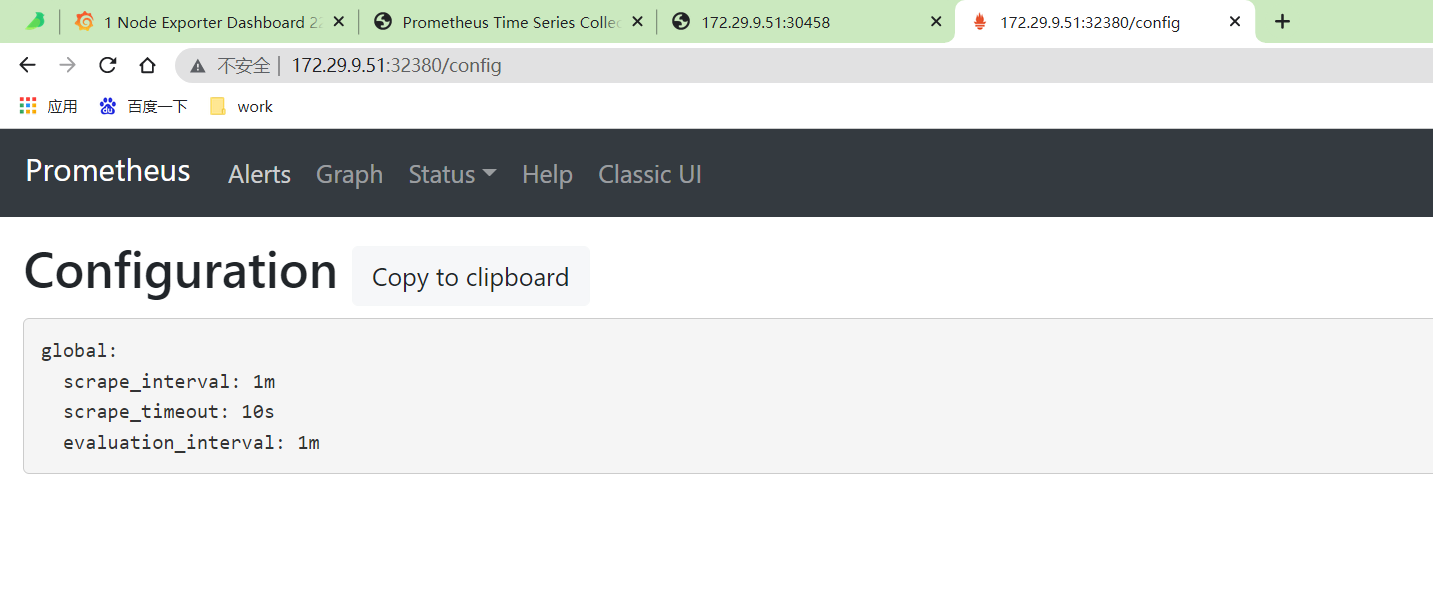 1 Node Exporter Dashboard 22
Prometheus Time Series Collec
172.29.9.51:30458
172.29.9.51:32380/config
不安全 | 172.29.9.51:32380/config
应用 百度一下 work
Prometheus Alerts Graph Status Help Classic UI
Configuration Copy to clipboard
global:
scrape_interval: 1m
scrape_timeout: 10s
evaluation_interval: 1m